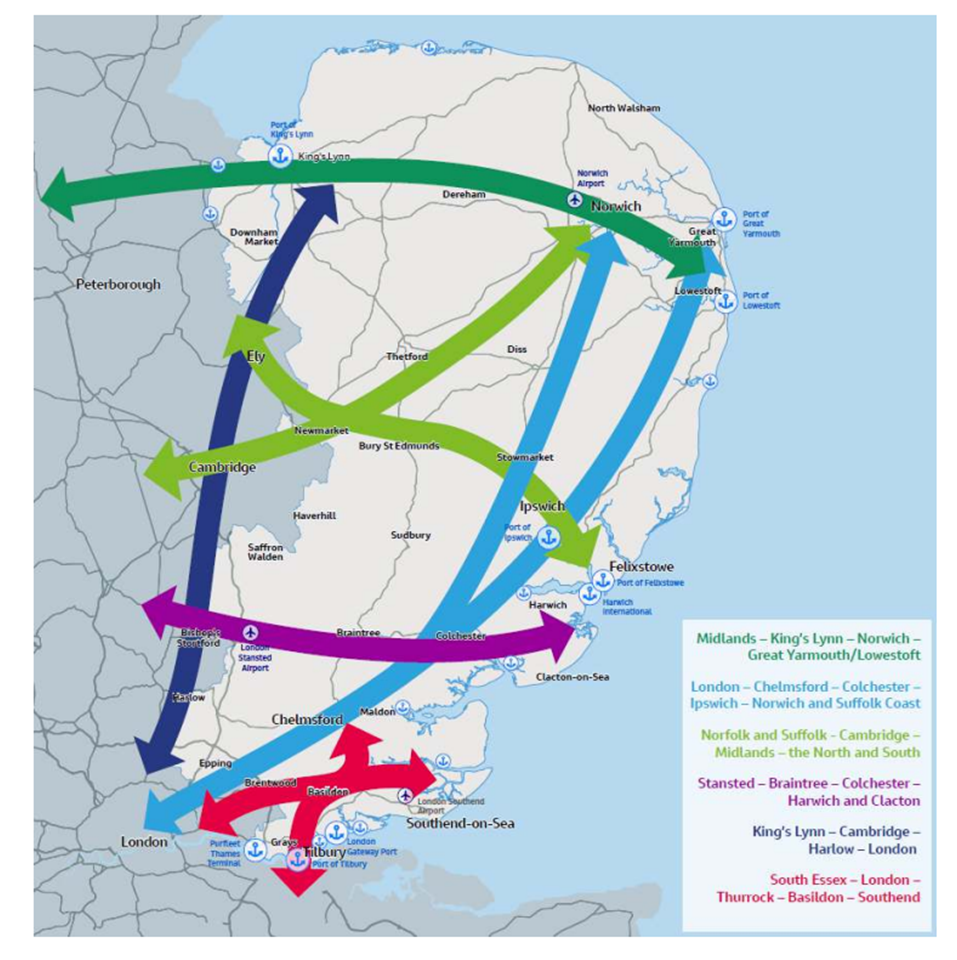 North Walsham
Port of
King's Lynn
King's Lynn
Norwich
Airport
Dereham
Norwich
Port of
Great
Yarmouth
Great
Yarmouth
Downham
Market
Peterborough
Lowestoft
Port of
Lowestoft
Diss
Ely
Thetford
Newmarket
Bury St Edmunds
Stowmarket
Cambridge
Ipswich
Haverhill
Port of
Ipswich
Sudbury
Saffron
Walden
Felixstowe
Port of Felixstowe
Harwich
Harwich
International
Bishop's
Stortford
Braintree
Colchester
London
Stansted
Airport
Clacton-on-Sea
Harlow
Maldon
Chelmsford
Epping
Brentwood
Basildon
London Southend
Airport
Southend-on-Sea
London
Purfleet
Thames
Terminal
Grays
Tilbury
London
Gateway Port
Port of Tilbury
Midlands – King's Lynn – Norwich –
Great Yarmouth/Lowestoft
London – Chelmsford – Colchester –
Ipswich – Norwich and Suffolk Coast
Norfolk and Suffolk - Cambridge –
Midlands – the North and South
Stansted – Braintree – Colchester –
Harwich and Clacton
King's Lynn – Cambridge –
Harlow – London
South Essex – London –
Thurrock – Basildon – Southend